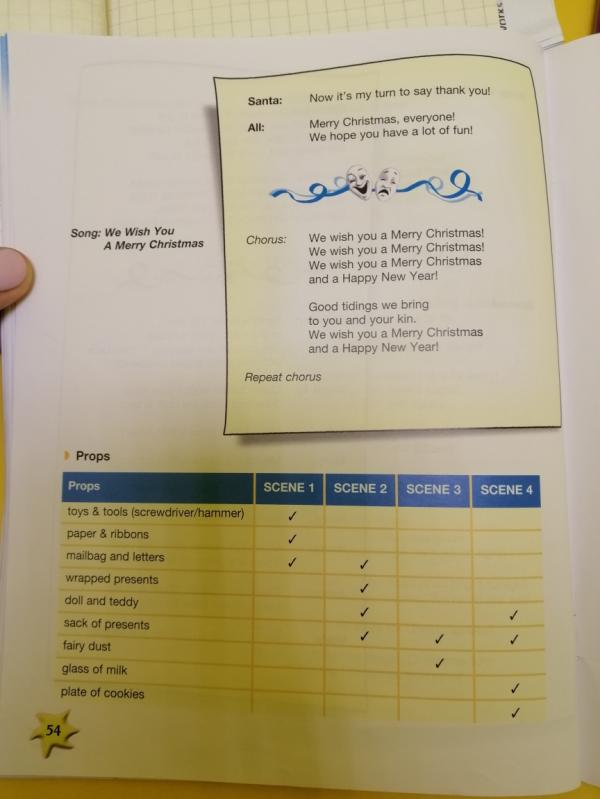 Santa: Now it's my turn to say thank you!
All: Merry Christmas, everyone!
We hope you have a lot of fun!
Song: We Wish You
A Merry Christmas
Chorus: We wish you a Merry Christmas!
We wish you a Merry Christmas!
We wish you a Merry Christmas
and a Happy New Year!
Good tidings we bring
to you and your kin.
We wish you a Merry Christmas
and a Happy New Year!
Repeat chorus
Props
Props SCENE 1 SCENE 2 SCENE 3 SCENE 4
toys & tools (screwdriver/hammer) ✓
paper & ribbons ✓
mailbag and letters ✓ ✓
wrapped presents ✓
doll and teddy ✓ ✓
sack of presents ✓ ✓ ✓
fairy dust ✓
glass of milk ✓
plate of cookies ✓
54